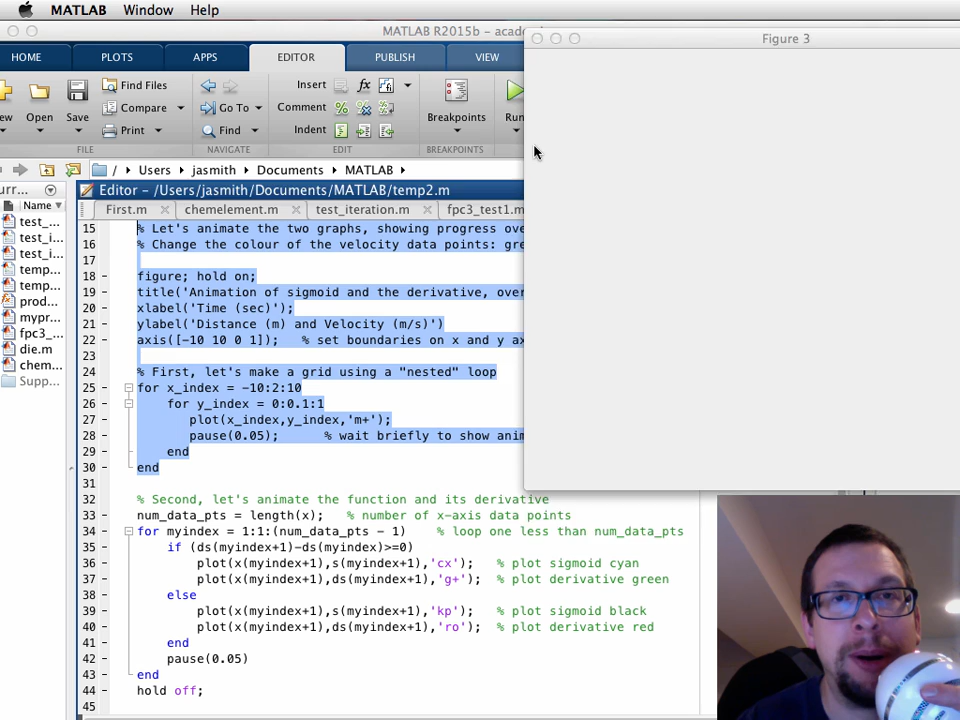 MATLAB Window Help
MATLAB R2015b - acade
Figure 3
HOME PLOTS APPS EDITOR PUBLISH VIEW
Find Files Insert fx
Open Save Compare Go To Comment Breakpoints Run
Print Find Indent
FILE NAVIGATE EDIT BREAKPOINTS
/ Users jasmith Documents MATLAB
Editor - /Users/jasmith/Documents/MATLAB/temp2.m
Name First.m chemelement.m test_iteration.m fpc3_test1.m
test_...
test_i...
test_i...
temp...
temp...
prod...
mypr...
fpc3_...
die.m
chem...
Supp...
15 % Let's animate the two graphs, showing progress ove
16 % Change the colour of the velocity data points: gre
17
18 figure; hold on;
19 title('Animation of sigmoid and the derivative, over
20 xlabel('Time (sec)');
21 ylabel('Distance (m) and Velocity (m/s)')
22 axis([-10 10 0 1]); % set boundaries on x and y ax
23
24 % First, let's make a grid using a "nested" loop
25 for x_index = -10:2:10
26 for y_index = 0:0.1:1
27 plot(x_index,y_index,'m+');
28 pause(0.05); % wait briefly to show anim
29 end
30 end
31
32 % Second, let's animate the function and its derivative
33 num_data_pts = length(x); % number of x-axis data points
34 for myindex = 1:1:(num_data_pts - 1) % loop one less than num_data_pts
35 if (ds(myindex+1)-ds(myindex)>=0)
36 plot(x(myindex+1),s(myindex+1),'cx'); % plot sigmoid cyan
37 plot(x(myindex+1),ds(myindex+1),'g+'); % plot derivative green
38 else
39 plot(x(myindex+1),s(myindex+1),'kp'); % plot sigmoid black
40 plot(x(myindex+1),ds(myindex+1),'ro'); % plot derivative red
41 end
42 pause(0.05)
43 end
44 hold off;
45